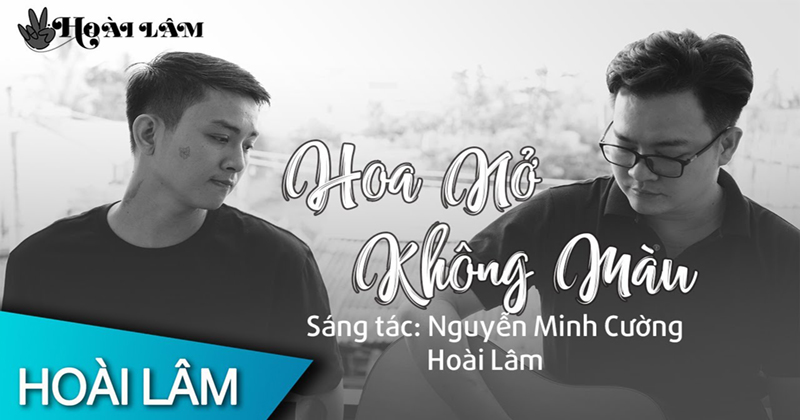 HOÀI LÂM
Hoa Nở
Không Màu
Sáng tác: Nguyễn Minh Cường
Hoài Lâm
HOÀI LÂM